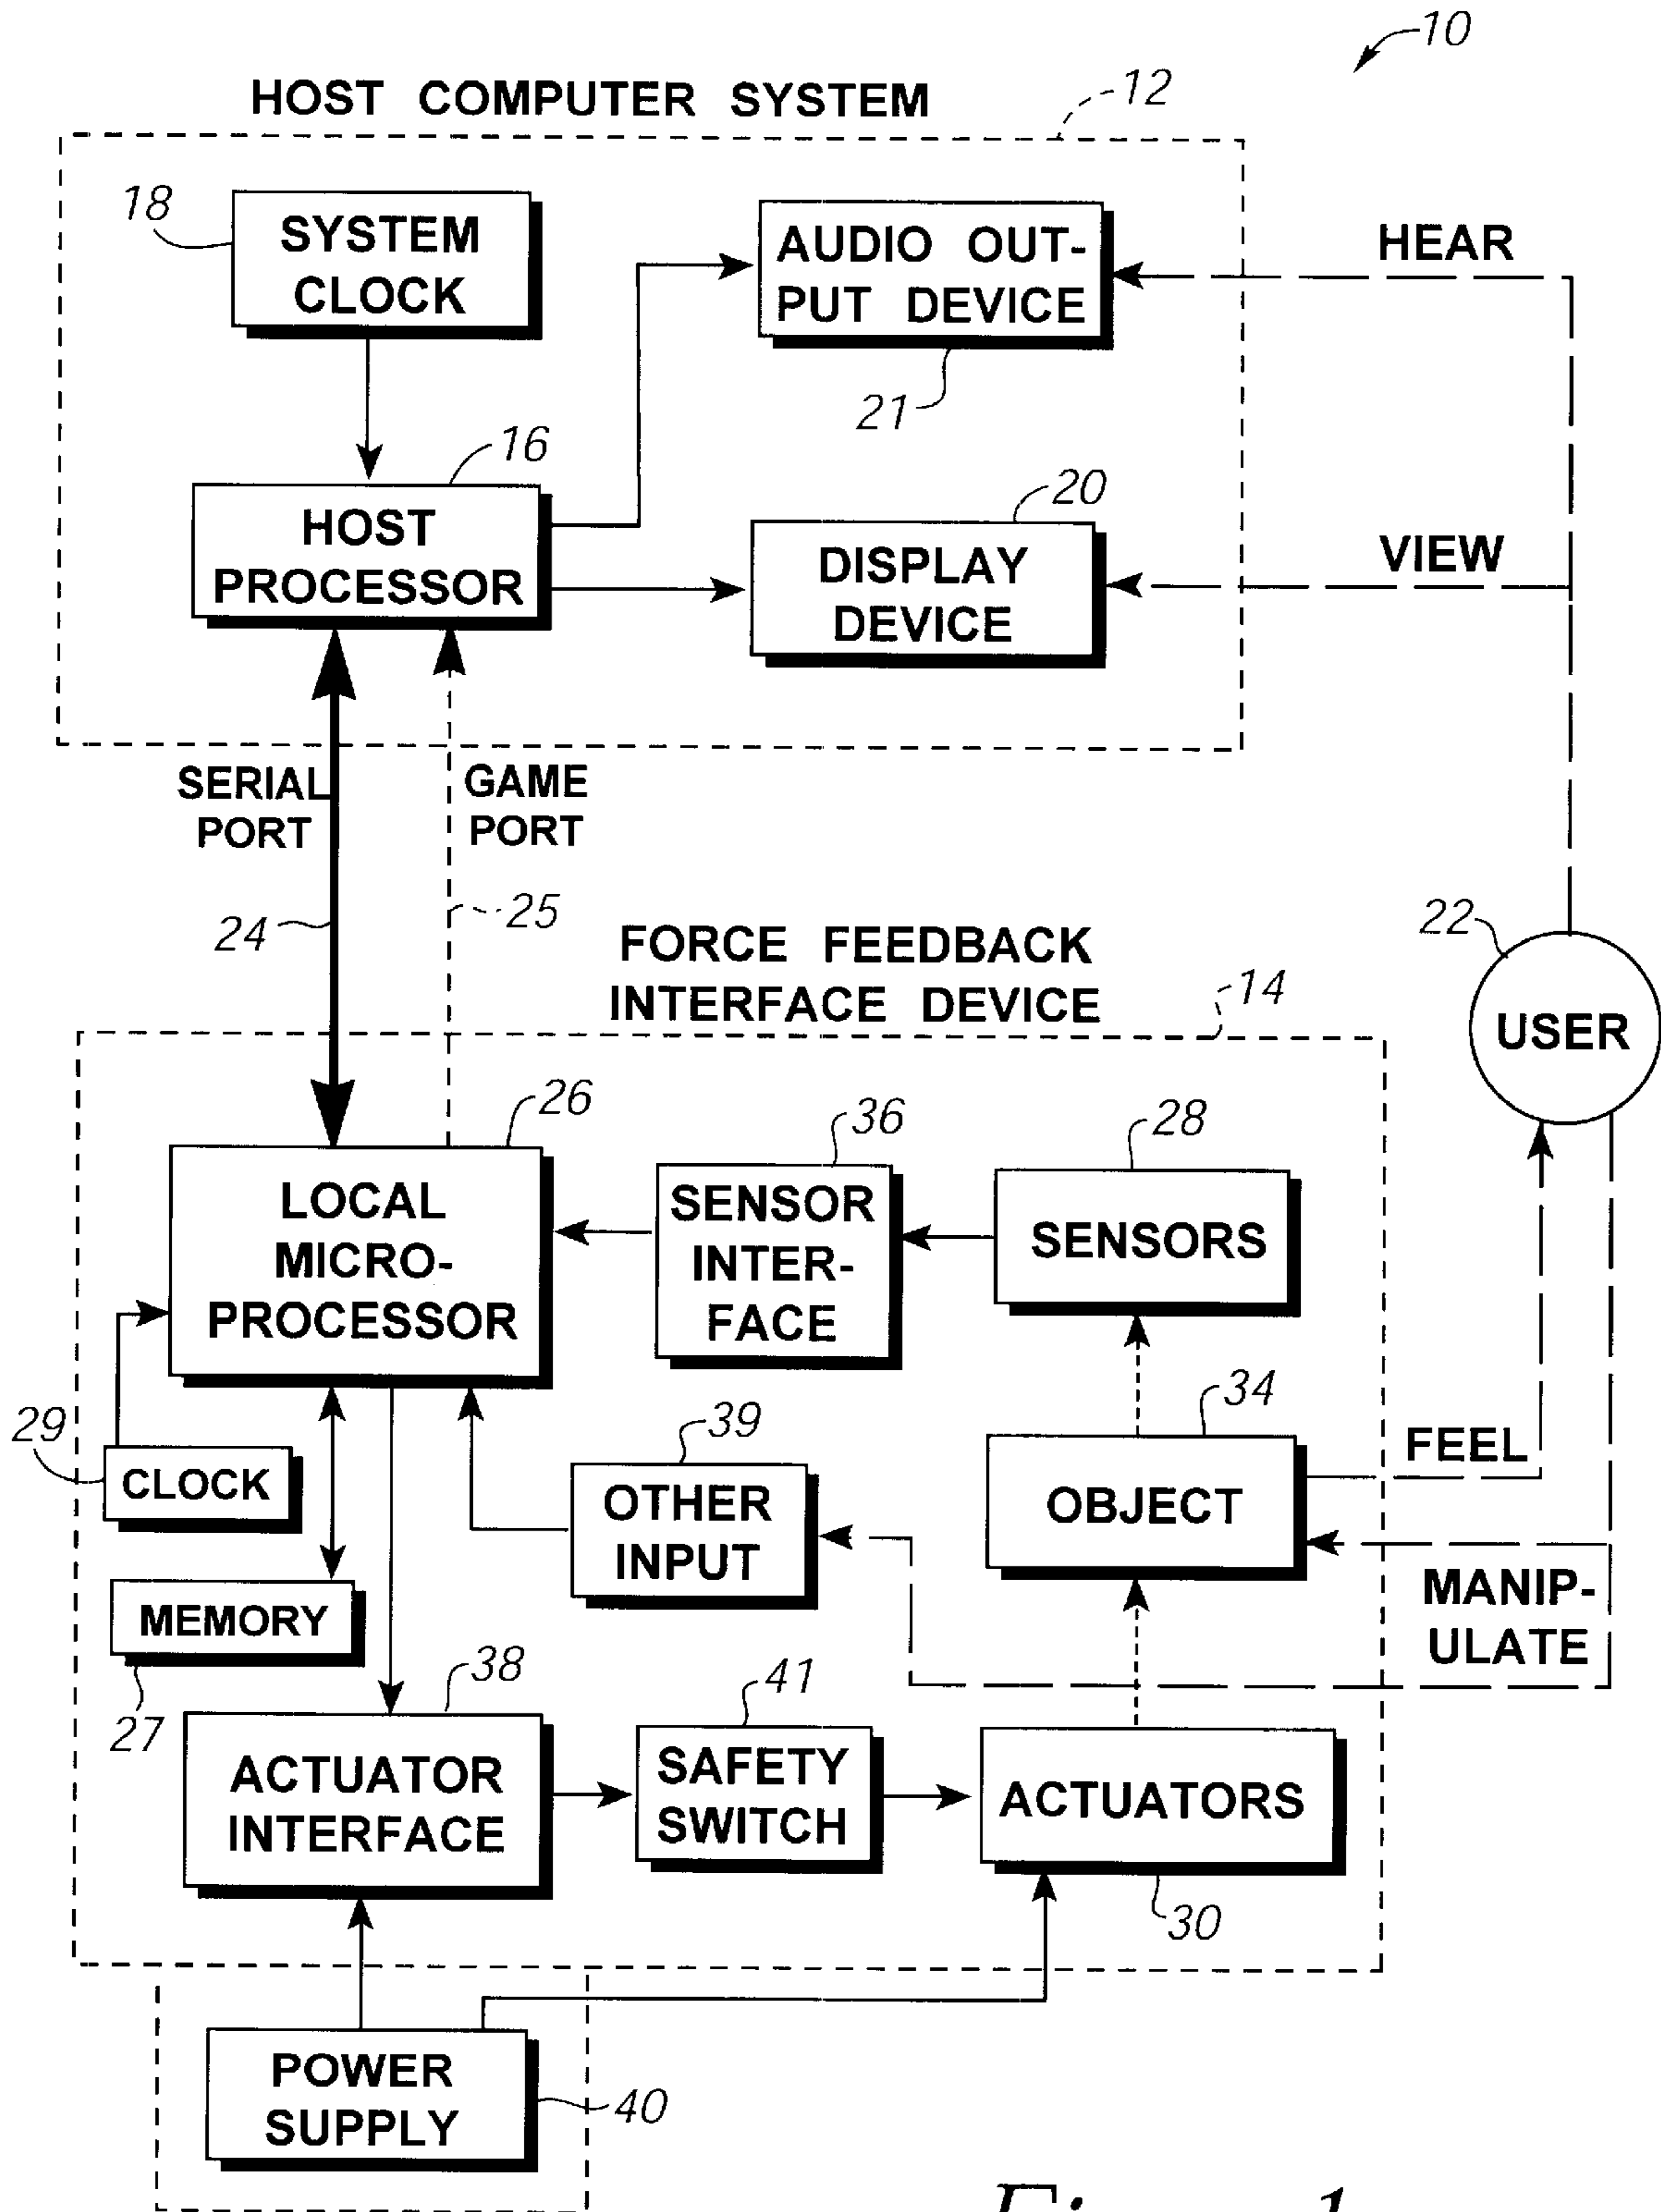 10
HOST COMPUTER SYSTEM
12
18
SYSTEM
CLOCK
AUDIO OUT-
PUT DEVICE
HEAR
21
16
HOST
PROCESSOR
20
DISPLAY
DEVICE
VIEW
SERIAL
PORT
GAME
PORT
24
25
FORCE FEEDBACK
INTERFACE DEVICE
14
22
USER
26
LOCAL
MICRO-
PROCESSOR
36
SENSOR
INTER-
FACE
28
SENSORS
29
CLOCK
39
OTHER
INPUT
34
OBJECT
FEEL
MANIP-
ULATE
MEMORY
27
38
ACTUATOR
INTERFACE
41
SAFETY
SWITCH
ACTUATORS
30
POWER
SUPPLY
40